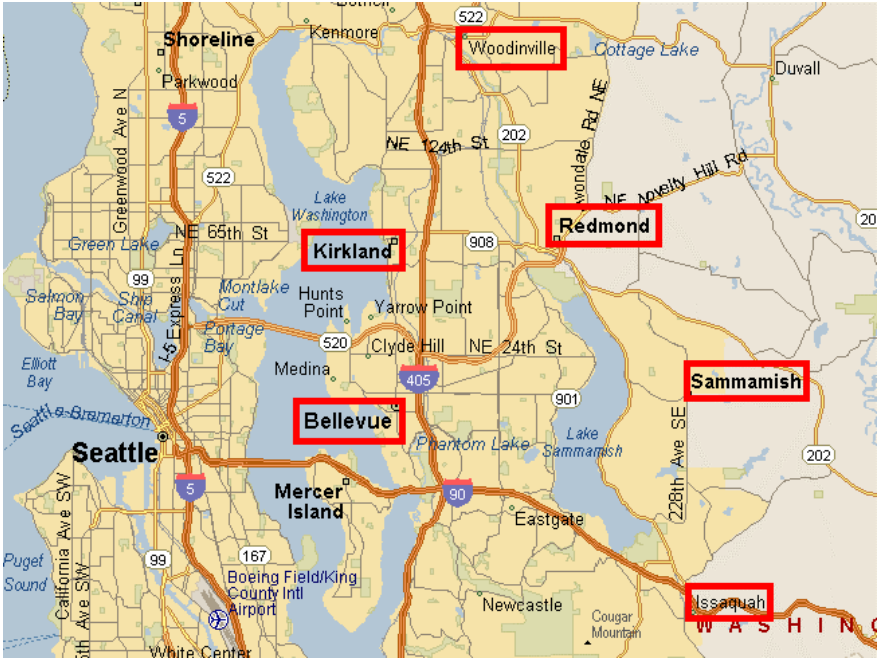 Bothell
522
Shoreline
Kenmore
Woodinville
Cottage Lake
Parkwood
Duvall
5
Greenwood Ave N
202
NE 124th St
Avondale Rd NE
522
NE Novelty Hill Rd
Lake
Washington
Redmond
NE 65th St
Green Lake
Kirkland
908
99
Montlake
Cut
Salmon
Bay
Ship
Canal
I-5 Express Ln
Hunts
Point
Yarrow Point
Portage
Bay
520
Clyde Hill
NE 24th St
Elliott
Bay
Medina
405
Sammamish
901
Seattle-Bremerton
Bellevue
Phantom Lake
Lake
Sammamish
228th Ave SE
Seattle
202
Mercer
Island
5
90
California Ave SW
Eastgate
Puget
Sound
99
167
Boeing Field/King
County Intl
Airport
Newcastle
Issaquah
Cougar
Mountain
White Center